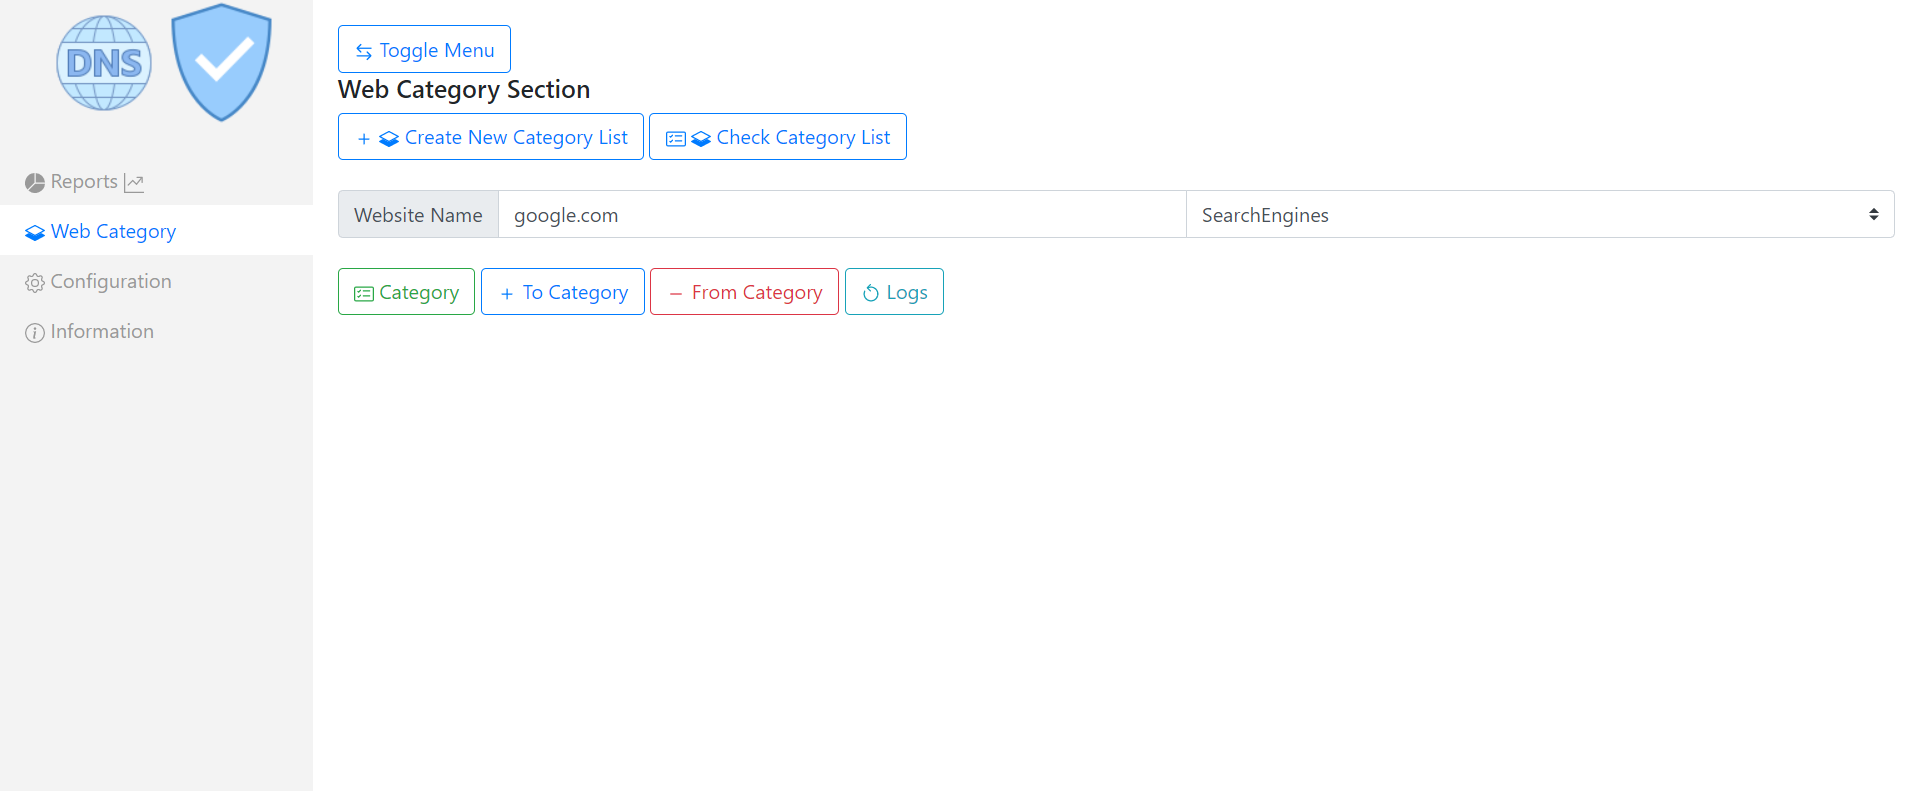 DNS
Reports
Web Category
Configuration
Information
Toggle Menu
Web Category Section
+ Create New Category List Check Category List
Website Name google.com SearchEngines
Category + To Category − From Category Logs